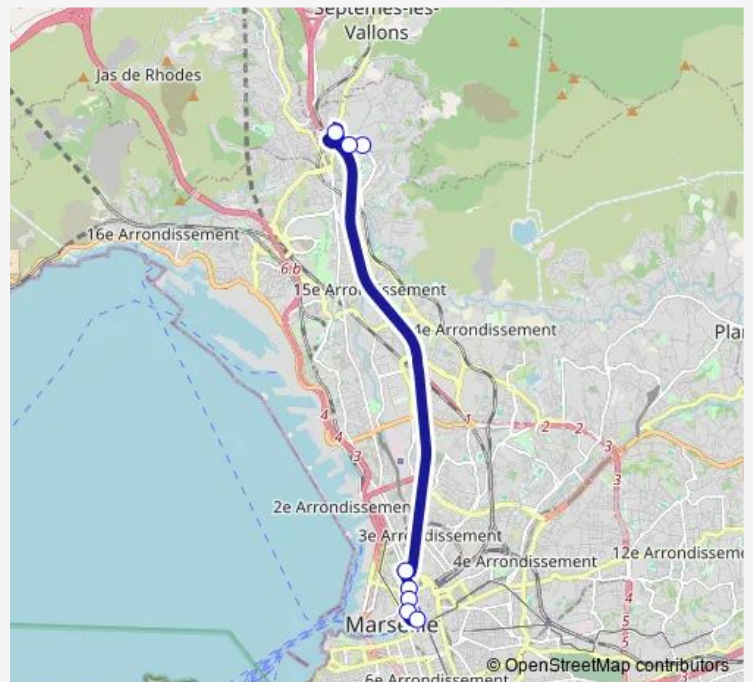 Septèmes-les-
Vallons
Jas de Rhodes
16e Arrondissement
6.b
15e Arrondissement
4e Arrondissement
Pla
4
4
3
1
2
2
3
3
2e Arrondissement
3e Arrondissement
4e Arrondissement
12e Arrondisseme
4
5
5
Marseille
© OpenStreetMap contributors
6e Arrondissement
3